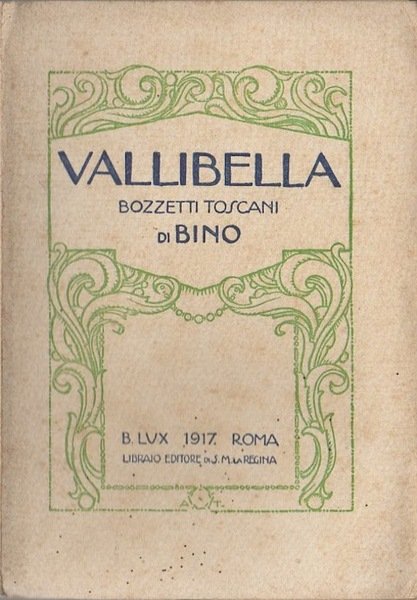 VALLIBELLA
BOZZETTI TOSCANI
DI BINO
B. LUX 1917. ROMA
LIBRAIO EDITORE DI S. M. LA REGINA
A T